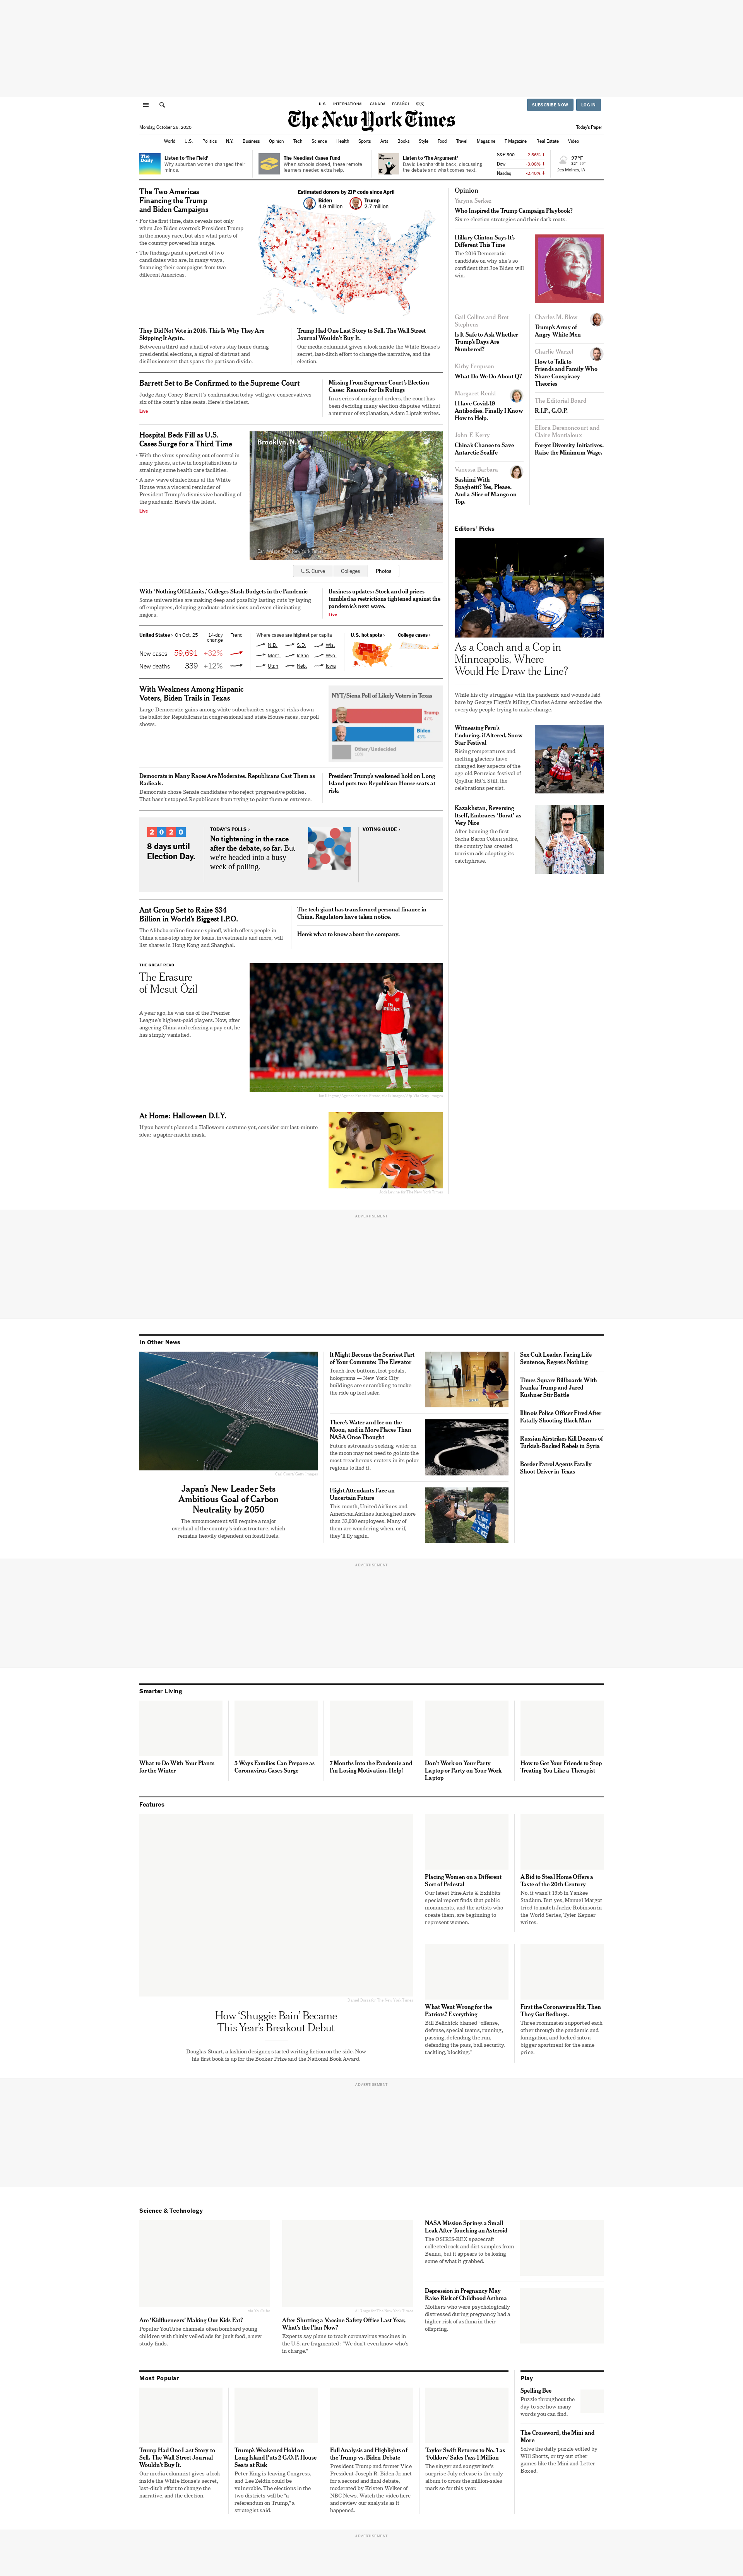 U.S. INTERNATIONAL CANADA ESPAÑOL 中文
SUBSCRIBE NOW LOG IN
The New York Times
Monday, October 26, 2020
Today's Paper
World U.S. Politics N.Y. Business Opinion Tech Science Health Sports Arts Books Style Food Travel Magazine T Magazine Real Estate Video
Listen to 'The Field'
Why suburban women changed their minds.
The Neediest Cases Fund
When schools closed, these remote
learners needed extra help.
Listen to 'The Argument'
David Leonhardt is back, discussing
the debate and what comes next.
S&P 500
Dow
Nasdaq -2.40%
27°F
Des Moines, IA
The Two Americas
Financing the Trump
and Biden Campaigns
• For the first time, data reveals not only
when Joe Biden overtook President Trump
in the money race, but also what parts of
the country powered his surge.
• The findings paint a portrait of two
candidates who are, in many ways,
financing their campaigns from two
different Americas.
Estimated donors by ZIP code since April
Biden
4.9 million
Trump
2.7 million
They Did Not Vote in 2016. This Is Why They Are
Skipping It Again.
Between a third and a half of voters stay home during
presidential elections, a signal of distrust and
disillusionment that spans the partisan divide.
Trump Had One Last Story to Sell. The Wall Street
Journal Wouldn't Buy It.
Our media columnist gives a look inside the White House's
secret, last-ditch effort to change the narrative, and the
election.
Barrett Set to Be Confirmed to the Supreme Court
Judge Amy Coney Barrett's confirmation today will give conservatives
six of the court's nine seats. Here's the latest.
Live
Missing From Supreme Court's Election
Cases: Reasons for Its Rulings
In a series of unsigned orders, the court has
been deciding many election disputes without
a murmur of explanation, Adam Liptak writes.
Hospital Beds Fill as U.S.
Cases Surge for a Third Time
• With the virus spreading out of control in
many places, a rise in hospitalizations is
straining some health care facilities.
• A new wave of infections at the White
House was a visceral reminder of
President Trump's dismissive handling of
the pandemic. Here's the latest.
Live
Brooklyn, N.Y.
U.S. Curve Colleges Photos
With 'Nothing Off-Limits,' Colleges Slash Budgets in the Pandemic
Some universities are making deep and possibly lasting cuts by laying
off employees, delaying graduate admissions and even eliminating
majors.
Business updates: Stock and oil prices
tumbled as restrictions tightened against the
pandemic's next wave.
Live
United States › On Oct. 25 14-day change Trend
New cases 59,691 +32%
New deaths 339 +12%
Where cases are highest per capita
N.D. S.D. Wis.
Mont. Idaho Wyo.
Utah Neb. Iowa
U.S. hot spots ›
College cases ›
With Weakness Among Hispanic
Voters, Biden Trails in Texas
Large Democratic gains among white suburbanites suggest risks down
the ballot for Republicans in congressional and state House races, our poll
shows.
NYT/Siena Poll of Likely Voters in Texas
Trump
47%
Biden
43%
Other/Undecided
Democrats in Many Races Are Moderates. Republicans Cast Them as
Radicals.
Democrats chose Senate candidates who reject progressive policies.
That hasn't stopped Republicans from trying to paint them as extreme.
President Trump's weakened hold on Long
Island puts two Republican House seats at
risk.
2020
8 days until
Election Day.
TODAY'S POLLS ›
No tightening in the race
after the debate, so far. But
we're headed into a busy
week of polling.
VOTING GUIDE ›
Ant Group Set to Raise $34
Billion in World's Biggest I.P.O.
The Alibaba online finance spinoff, which offers people in
China a one-stop shop for loans, investments and more, will
list shares in Hong Kong and Shanghai.
The tech giant has transformed personal finance in
China. Regulators have taken notice.
Here's what to know about the company.
THE GREAT READ
The Erasure
of Mesut Özil
A year ago, he was one of the Premier
League's highest-paid players. Now, after
angering China and refusing a pay cut, he
has simply vanished.
At Home: Halloween D.I.Y.
If you haven't planned a Halloween costume yet, consider our last-minute
idea: a papier-mâché mask.
Opinion
Yaryna Serkez
Who Inspired the Trump Campaign Playbook?
Six re-election strategies and their dark roots.
Hillary Clinton Says It's
Different This Time
The 2016 Democratic
candidate on why she's so
confident that Joe Biden will
win.
Gail Collins and Bret
Stephens
Is It Safe to Ask Whether
Trump's Days Are
Numbered?
Kirby Ferguson
What Do We Do About Q?
Margaret Renkl
I Have Covid-19
Antibodies. Finally I Know
How to Help.
John F. Kerry
China's Chance to Save
Antarctic Sealife
Vanessa Barbara
Sashimi With
Spaghetti? Yes, Please.
And a Slice of Mango on
Top.
Charles M. Blow
Trump's Army of
Angry White Men
Charlie Warzel
How to Talk to
Friends and Family Who
Share Conspiracy
Theories
The Editorial Board
R.I.P., G.O.P.
Ellora Derenoncourt and
Claire Montialoux
Forget Diversity Initiatives.
Raise the Minimum Wage.
Editors' Picks
As a Coach and a Cop in
Minneapolis, Where
Would He Draw the Line?
While his city struggles with the pandemic and wounds laid
bare by George Floyd's killing, Charles Adams embodies the
everyday people trying to make change.
Witnessing Peru's
Enduring, if Altered, Snow
Star Festival
Rising temperatures and
melting glaciers have
changed key aspects of the
age-old Peruvian festival of
Qoyllur Rit'i. Still, the
celebrations persist.
Kazakhstan, Reversing
Itself, Embraces 'Borat' as
Very Nice
After banning the first
Sacha Baron Cohen satire,
the country has created
tourism ads adopting its
catchphrase.
ADVERTISEMENT
In Other News
Japan's New Leader Sets
Ambitious Goal of Carbon
Neutrality by 2050
The announcement will require a major
overhaul of the country's infrastructure, which
remains heavily dependent on fossil fuels.
It Might Become the Scariest Part
of Your Commute: The Elevator
Touch-free buttons, foot pedals,
holograms — New York City
buildings are scrambling to make
the ride up feel safer.
There's Water and Ice on the
Moon, and in More Places Than
NASA Once Thought
Future astronauts seeking water on
the moon may not need to go into the
most treacherous craters in its polar
regions to find it.
Flight Attendants Face an
Uncertain Future
This month, United Airlines and
American Airlines furloughed more
than 32,000 employees. Many of
them are wondering when, or if,
they'll fly again.
Sex Cult Leader, Facing Life
Sentence, Regrets Nothing
Times Square Billboards With
Ivanka Trump and Jared
Kushner Stir Battle
Illinois Police Officer Fired After
Fatally Shooting Black Man
Russian Airstrikes Kill Dozens of
Turkish-Backed Rebels in Syria
Border Patrol Agents Fatally
Shoot Driver in Texas
ADVERTISEMENT
Smarter Living
What to Do With Your Plants
for the Winter
5 Ways Families Can Prepare as
Coronavirus Cases Surge
7 Months Into the Pandemic and
I'm Losing Motivation. Help!
Don't Work on Your Party
Laptop or Party on Your Work
Laptop
How to Get Your Friends to Stop
Treating You Like a Therapist
Features
How 'Shuggie Bain' Became
This Year's Breakout Debut
Douglas Stuart, a fashion designer, started writing fiction on the side. Now
his first book is up for the Booker Prize and the National Book Award.
Placing Women on a Different
Sort of Pedestal
Our latest Fine Arts & Exhibits
special report finds that public
monuments, and the artists who
create them, are beginning to
represent women.
A Bid to Steal Home Offers a
Taste of the 20th Century
No, it wasn't 1955 in Yankee
Stadium. But yes, Manuel Margot
tried to match Jackie Robinson in
the World Series, Tyler Kepner
writes.
What Went Wrong for the
Patriots? Everything
Bill Belichick blamed "offense,
defense, special teams, running,
passing, defending the run,
defending the pass, ball security,
tackling, blocking."
First the Coronavirus Hit. Then
They Got Bedbugs.
Three roommates supported each
other through the pandemic and
fumigation, and lucked into a
bigger apartment for the same
price.
ADVERTISEMENT
Science & Technology
Are 'Kidfluencers' Making Our Kids Fat?
Popular YouTube channels often bombard young
children with thinly veiled ads for junk food, a new
study finds.
After Shutting a Vaccine Safety Office Last Year,
What's the Plan Now?
Experts say plans to track coronavirus vaccines in
the U.S. are fragmented: "We don't even know who's
in charge."
NASA Mission Springs a Small
Leak After Touching an Asteroid
The OSIRIS-REX spacecraft
collected rock and dirt samples from
Bennu, but it appears to be losing
some of what it grabbed.
Depression in Pregnancy May
Raise Risk of Childhood Asthma
Mothers who were psychologically
distressed during pregnancy had a
higher risk of asthma in their
offspring.
Most Popular
Trump Had One Last Story to
Sell. The Wall Street Journal
Wouldn't Buy It.
Our media columnist gives a look
inside the White House's secret,
last-ditch effort to change the
narrative, and the election.
Trump's Weakened Hold on
Long Island Puts 2 G.O.P. House
Seats at Risk
Peter King is leaving Congress,
and Lee Zeldin could be
vulnerable. The elections in the
two districts will be "a
referendum on Trump," a
strategist said.
Full Analysis and Highlights of
the Trump vs. Biden Debate
President Trump and former Vice
President Joseph R. Biden Jr. met
for a second and final debate,
moderated by Kristen Welker of
NBC News. Watch the video here
and review our analysis as it
happened.
Taylor Swift Returns to No. 1 as
'Folklore' Sales Pass 1 Million
The singer and songwriter's
surprise July release is the only
album to cross the million-sales
mark so far this year.
Play
Spelling Bee
Puzzle throughout the
day to see how many
words you can find.
The Crossword, the Mini and
More
Solve the daily puzzle edited by
Will Shortz, or try out other
games like the Mini and Letter
Boxed.
ADVERTISEMENT